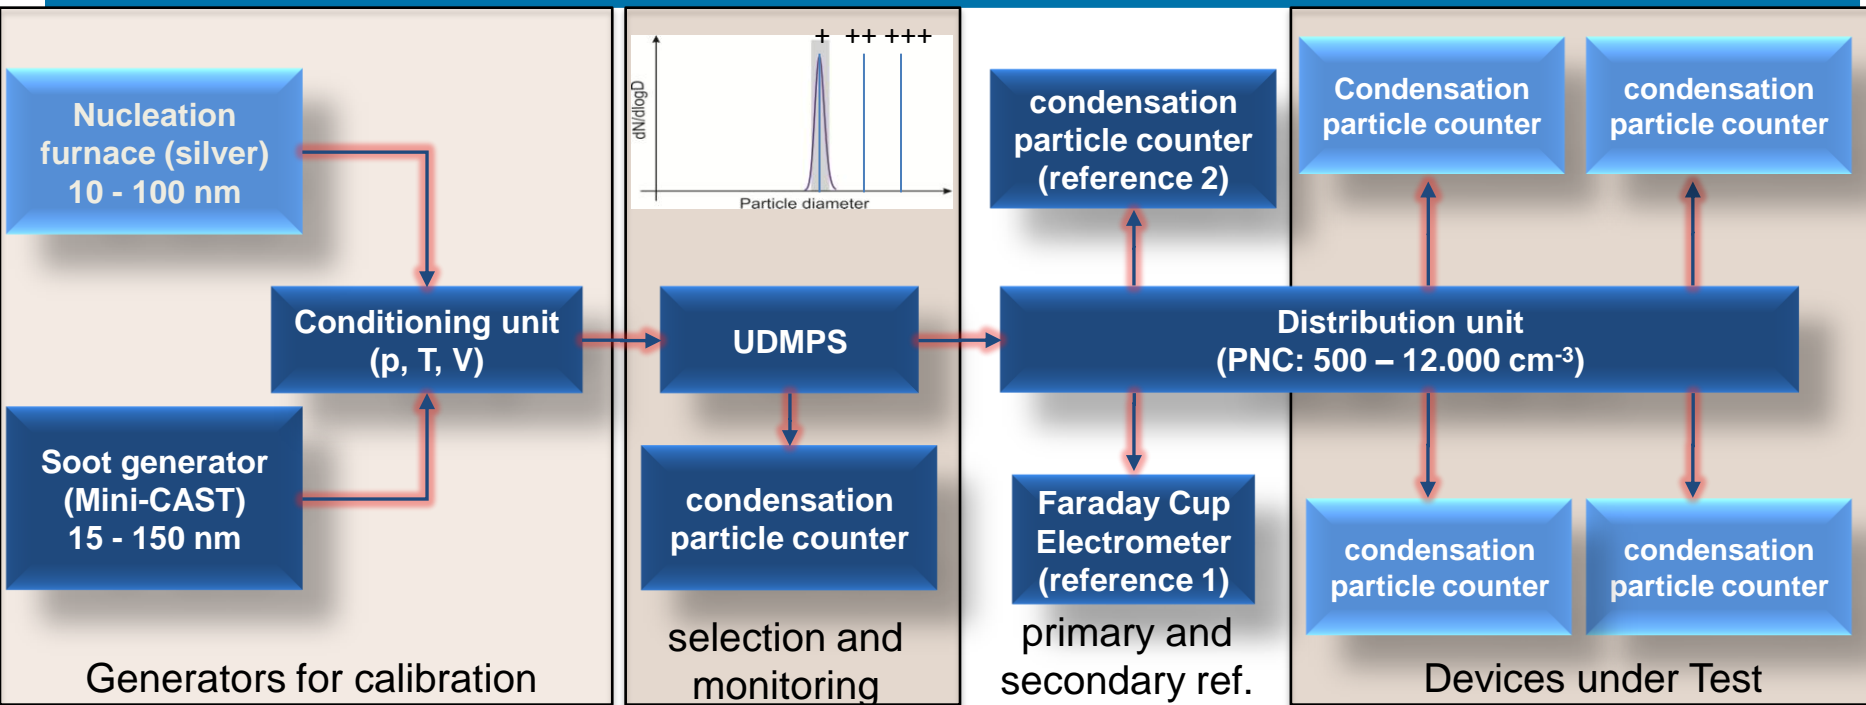 Nucleation
furnace (silver)
10 - 100 nm
Conditioning unit
(p, T, V)
Soot generator
(Mini-CAST)
15 - 150 nm
Generators for calibration
+ ++ +++
dN/dlogD
Particle diameter
UDMPS
condensation
particle counter
selection and
monitoring
condensation
particle counter
(reference 2)
Distribution unit
(PNC: 500 – 12.000 cm-3)
Faraday Cup
Electrometer
(reference 1)
primary and
secondary ref.
Condensation
particle counter
condensation
particle counter
condensation
particle counter
condensation
particle counter
Devices under Test